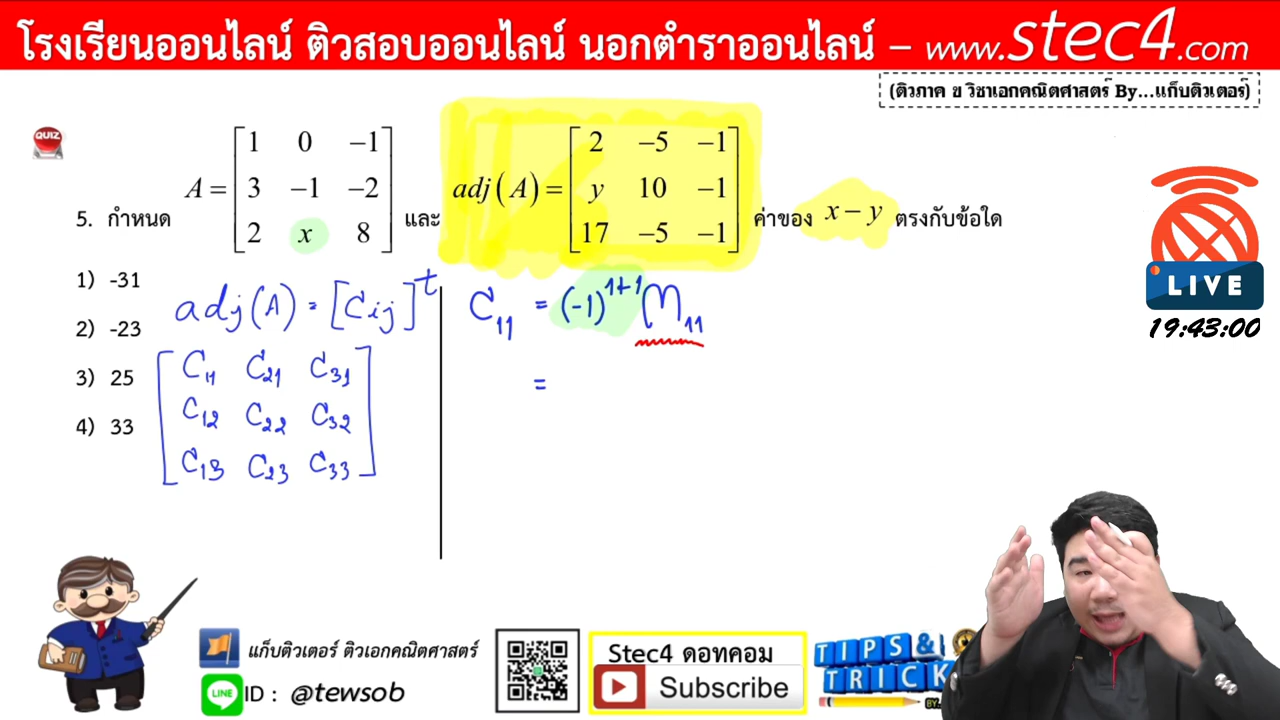 โรงเรียนออนไลน์ ติวสอบออนไลน์ นอกตำราออนไลน์ – www.stec4.com
(ติวภาค ข วิชาเอกคณิตศาสตร์ By...แก๊บติวเตอร์)
QUIZ
5. กำหนด A = [1 0 −1; 3 −1 −2; 2 x 8] และ adj(A) = [2 −5 −1; y 10 −1; 17 −5 −1] ค่าของ x − y ตรงกับข้อใด
1) -31
2) -23
3) 25
4) 33
adj(A) = [Cij]ᵗ
C11 C21 C31
C12 C22 C32
C13 C23 C33
C11 = (-1)¹⁺¹ M11
=
LIVE
19:43:00
แก๊บติวเตอร์ ติวเอกคณิตศาสตร์
LINE ID : @tewsob
Stec4 ดอทคอม
Subscribe
TIPS &
TRICK
BY